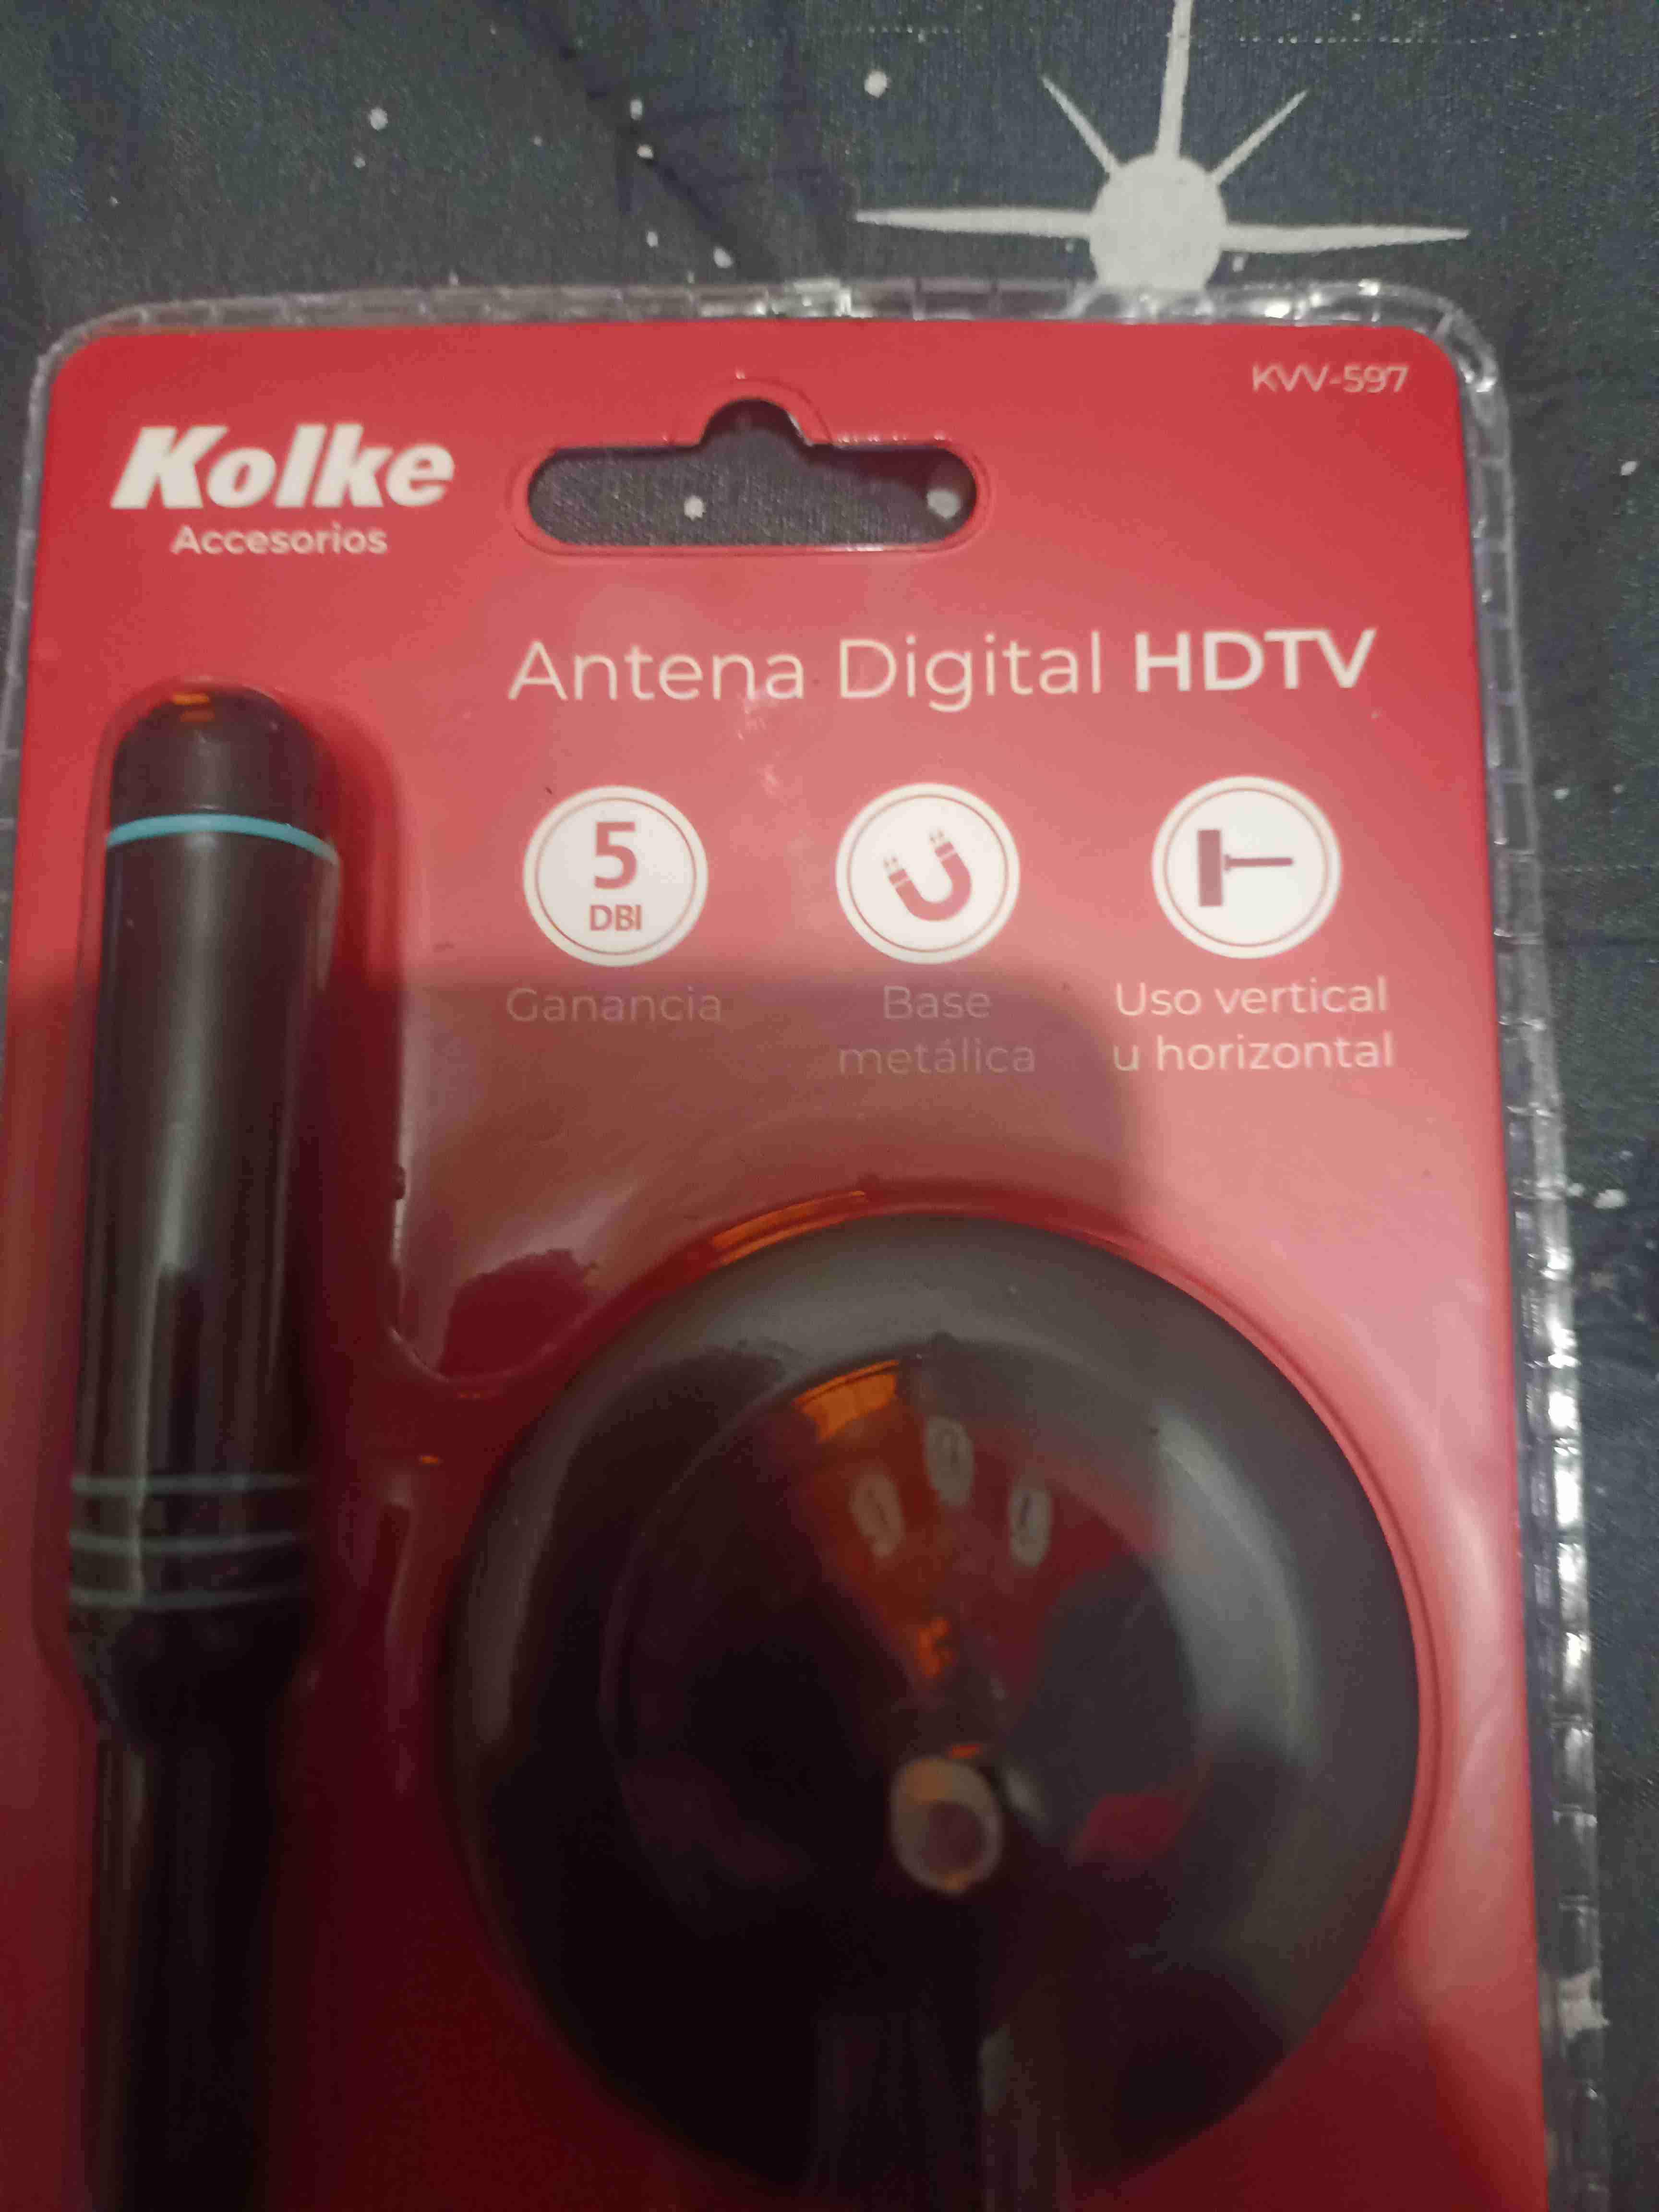 KVV-597
Kolke
Accesorios
Antena Digital HDTV
5
DBI
Ganancia
Base
metálica
Uso vertical
u horizontal